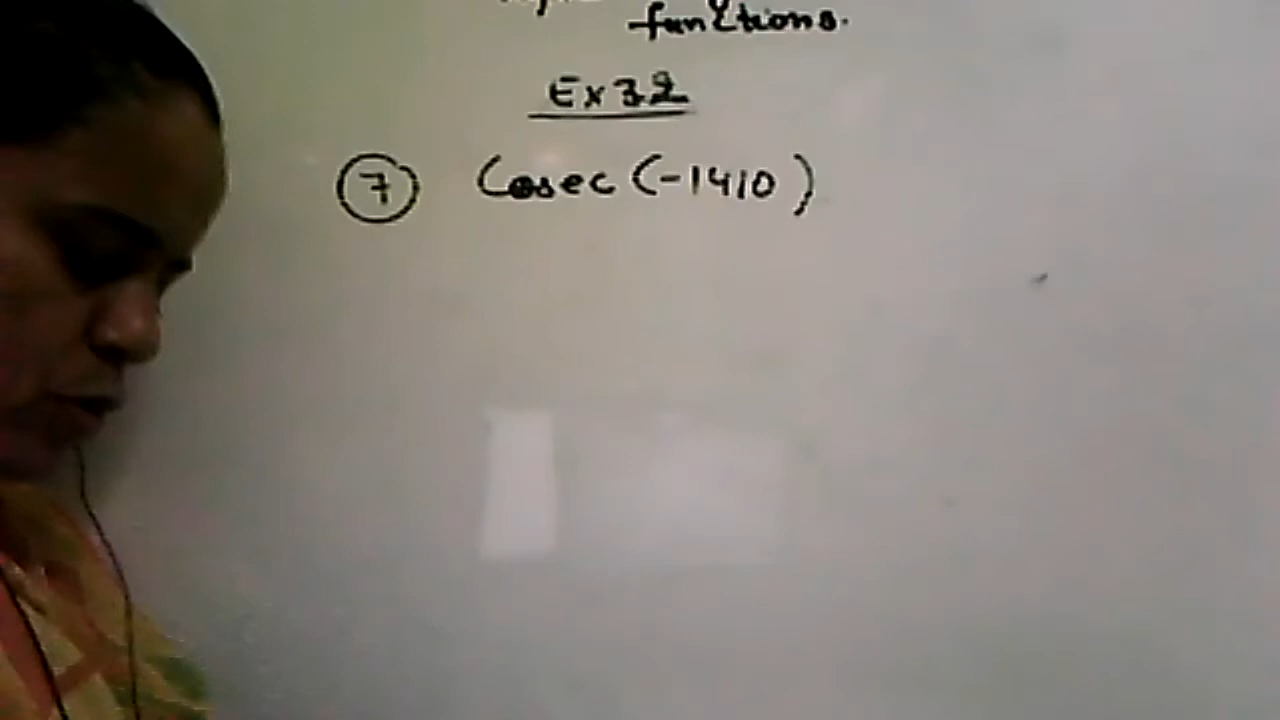 functions.
Ex 3.2
7 Cosec (-1410)